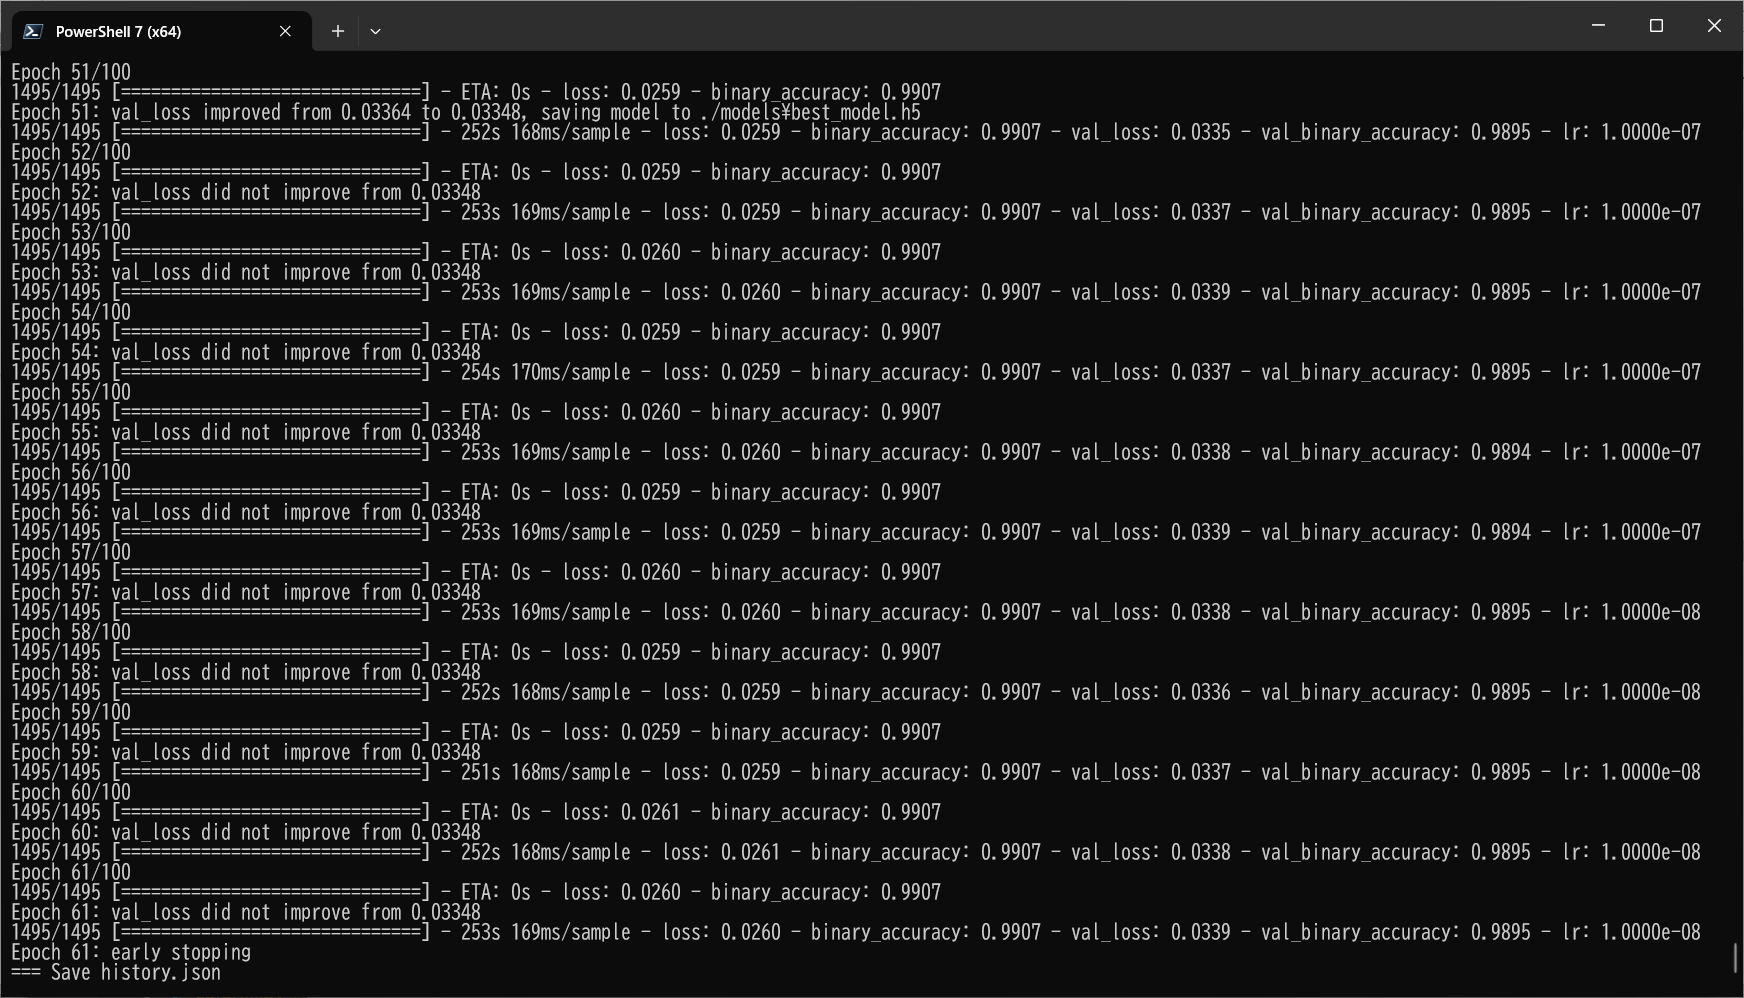 PowerShell 7 (x64)
Epoch 51/100
1495/1495 [==============================] - ETA: 0s - loss: 0.0259 - binary_accuracy: 0.9907
Epoch 51: val_loss improved from 0.03364 to 0.03348, saving model to ./models¥best_model.h5
1495/1495 [==============================] - 252s 168ms/sample - loss: 0.0259 - binary_accuracy: 0.9907 - val_loss: 0.0335 - val_binary_accuracy: 0.9895 - lr: 1.0000e-07
Epoch 52/100
1495/1495 [==============================] - ETA: 0s - loss: 0.0259 - binary_accuracy: 0.9907
Epoch 52: val_loss did not improve from 0.03348
1495/1495 [==============================] - 253s 169ms/sample - loss: 0.0259 - binary_accuracy: 0.9907 - val_loss: 0.0337 - val_binary_accuracy: 0.9895 - lr: 1.0000e-07
Epoch 53/100
1495/1495 [==============================] - ETA: 0s - loss: 0.0260 - binary_accuracy: 0.9907
Epoch 53: val_loss did not improve from 0.03348
1495/1495 [==============================] - 253s 169ms/sample - loss: 0.0260 - binary_accuracy: 0.9907 - val_loss: 0.0339 - val_binary_accuracy: 0.9895 - lr: 1.0000e-07
Epoch 54/100
1495/1495 [==============================] - ETA: 0s - loss: 0.0259 - binary_accuracy: 0.9907
Epoch 54: val_loss did not improve from 0.03348
1495/1495 [==============================] - 254s 170ms/sample - loss: 0.0259 - binary_accuracy: 0.9907 - val_loss: 0.0337 - val_binary_accuracy: 0.9895 - lr: 1.0000e-07
Epoch 55/100
1495/1495 [==============================] - ETA: 0s - loss: 0.0260 - binary_accuracy: 0.9907
Epoch 55: val_loss did not improve from 0.03348
1495/1495 [==============================] - 253s 169ms/sample - loss: 0.0260 - binary_accuracy: 0.9907 - val_loss: 0.0338 - val_binary_accuracy: 0.9894 - lr: 1.0000e-07
Epoch 56/100
1495/1495 [==============================] - ETA: 0s - loss: 0.0259 - binary_accuracy: 0.9907
Epoch 56: val_loss did not improve from 0.03348
1495/1495 [==============================] - 253s 169ms/sample - loss: 0.0259 - binary_accuracy: 0.9907 - val_loss: 0.0339 - val_binary_accuracy: 0.9894 - lr: 1.0000e-07
Epoch 57/100
1495/1495 [==============================] - ETA: 0s - loss: 0.0260 - binary_accuracy: 0.9907
Epoch 57: val_loss did not improve from 0.03348
1495/1495 [==============================] - 253s 169ms/sample - loss: 0.0260 - binary_accuracy: 0.9907 - val_loss: 0.0338 - val_binary_accuracy: 0.9895 - lr: 1.0000e-08
Epoch 58/100
1495/1495 [==============================] - ETA: 0s - loss: 0.0259 - binary_accuracy: 0.9907
Epoch 58: val_loss did not improve from 0.03348
1495/1495 [==============================] - 252s 168ms/sample - loss: 0.0259 - binary_accuracy: 0.9907 - val_loss: 0.0336 - val_binary_accuracy: 0.9895 - lr: 1.0000e-08
Epoch 59/100
1495/1495 [==============================] - ETA: 0s - loss: 0.0259 - binary_accuracy: 0.9907
Epoch 59: val_loss did not improve from 0.03348
1495/1495 [==============================] - 251s 168ms/sample - loss: 0.0259 - binary_accuracy: 0.9907 - val_loss: 0.0337 - val_binary_accuracy: 0.9895 - lr: 1.0000e-08
Epoch 60/100
1495/1495 [==============================] - ETA: 0s - loss: 0.0261 - binary_accuracy: 0.9907
Epoch 60: val_loss did not improve from 0.03348
1495/1495 [==============================] - 252s 168ms/sample - loss: 0.0261 - binary_accuracy: 0.9907 - val_loss: 0.0338 - val_binary_accuracy: 0.9895 - lr: 1.0000e-08
Epoch 61/100
1495/1495 [==============================] - ETA: 0s - loss: 0.0260 - binary_accuracy: 0.9907
Epoch 61: val_loss did not improve from 0.03348
1495/1495 [==============================] - 253s 169ms/sample - loss: 0.0260 - binary_accuracy: 0.9907 - val_loss: 0.0339 - val_binary_accuracy: 0.9895 - lr: 1.0000e-08
Epoch 61: early stopping
=== Save history.json